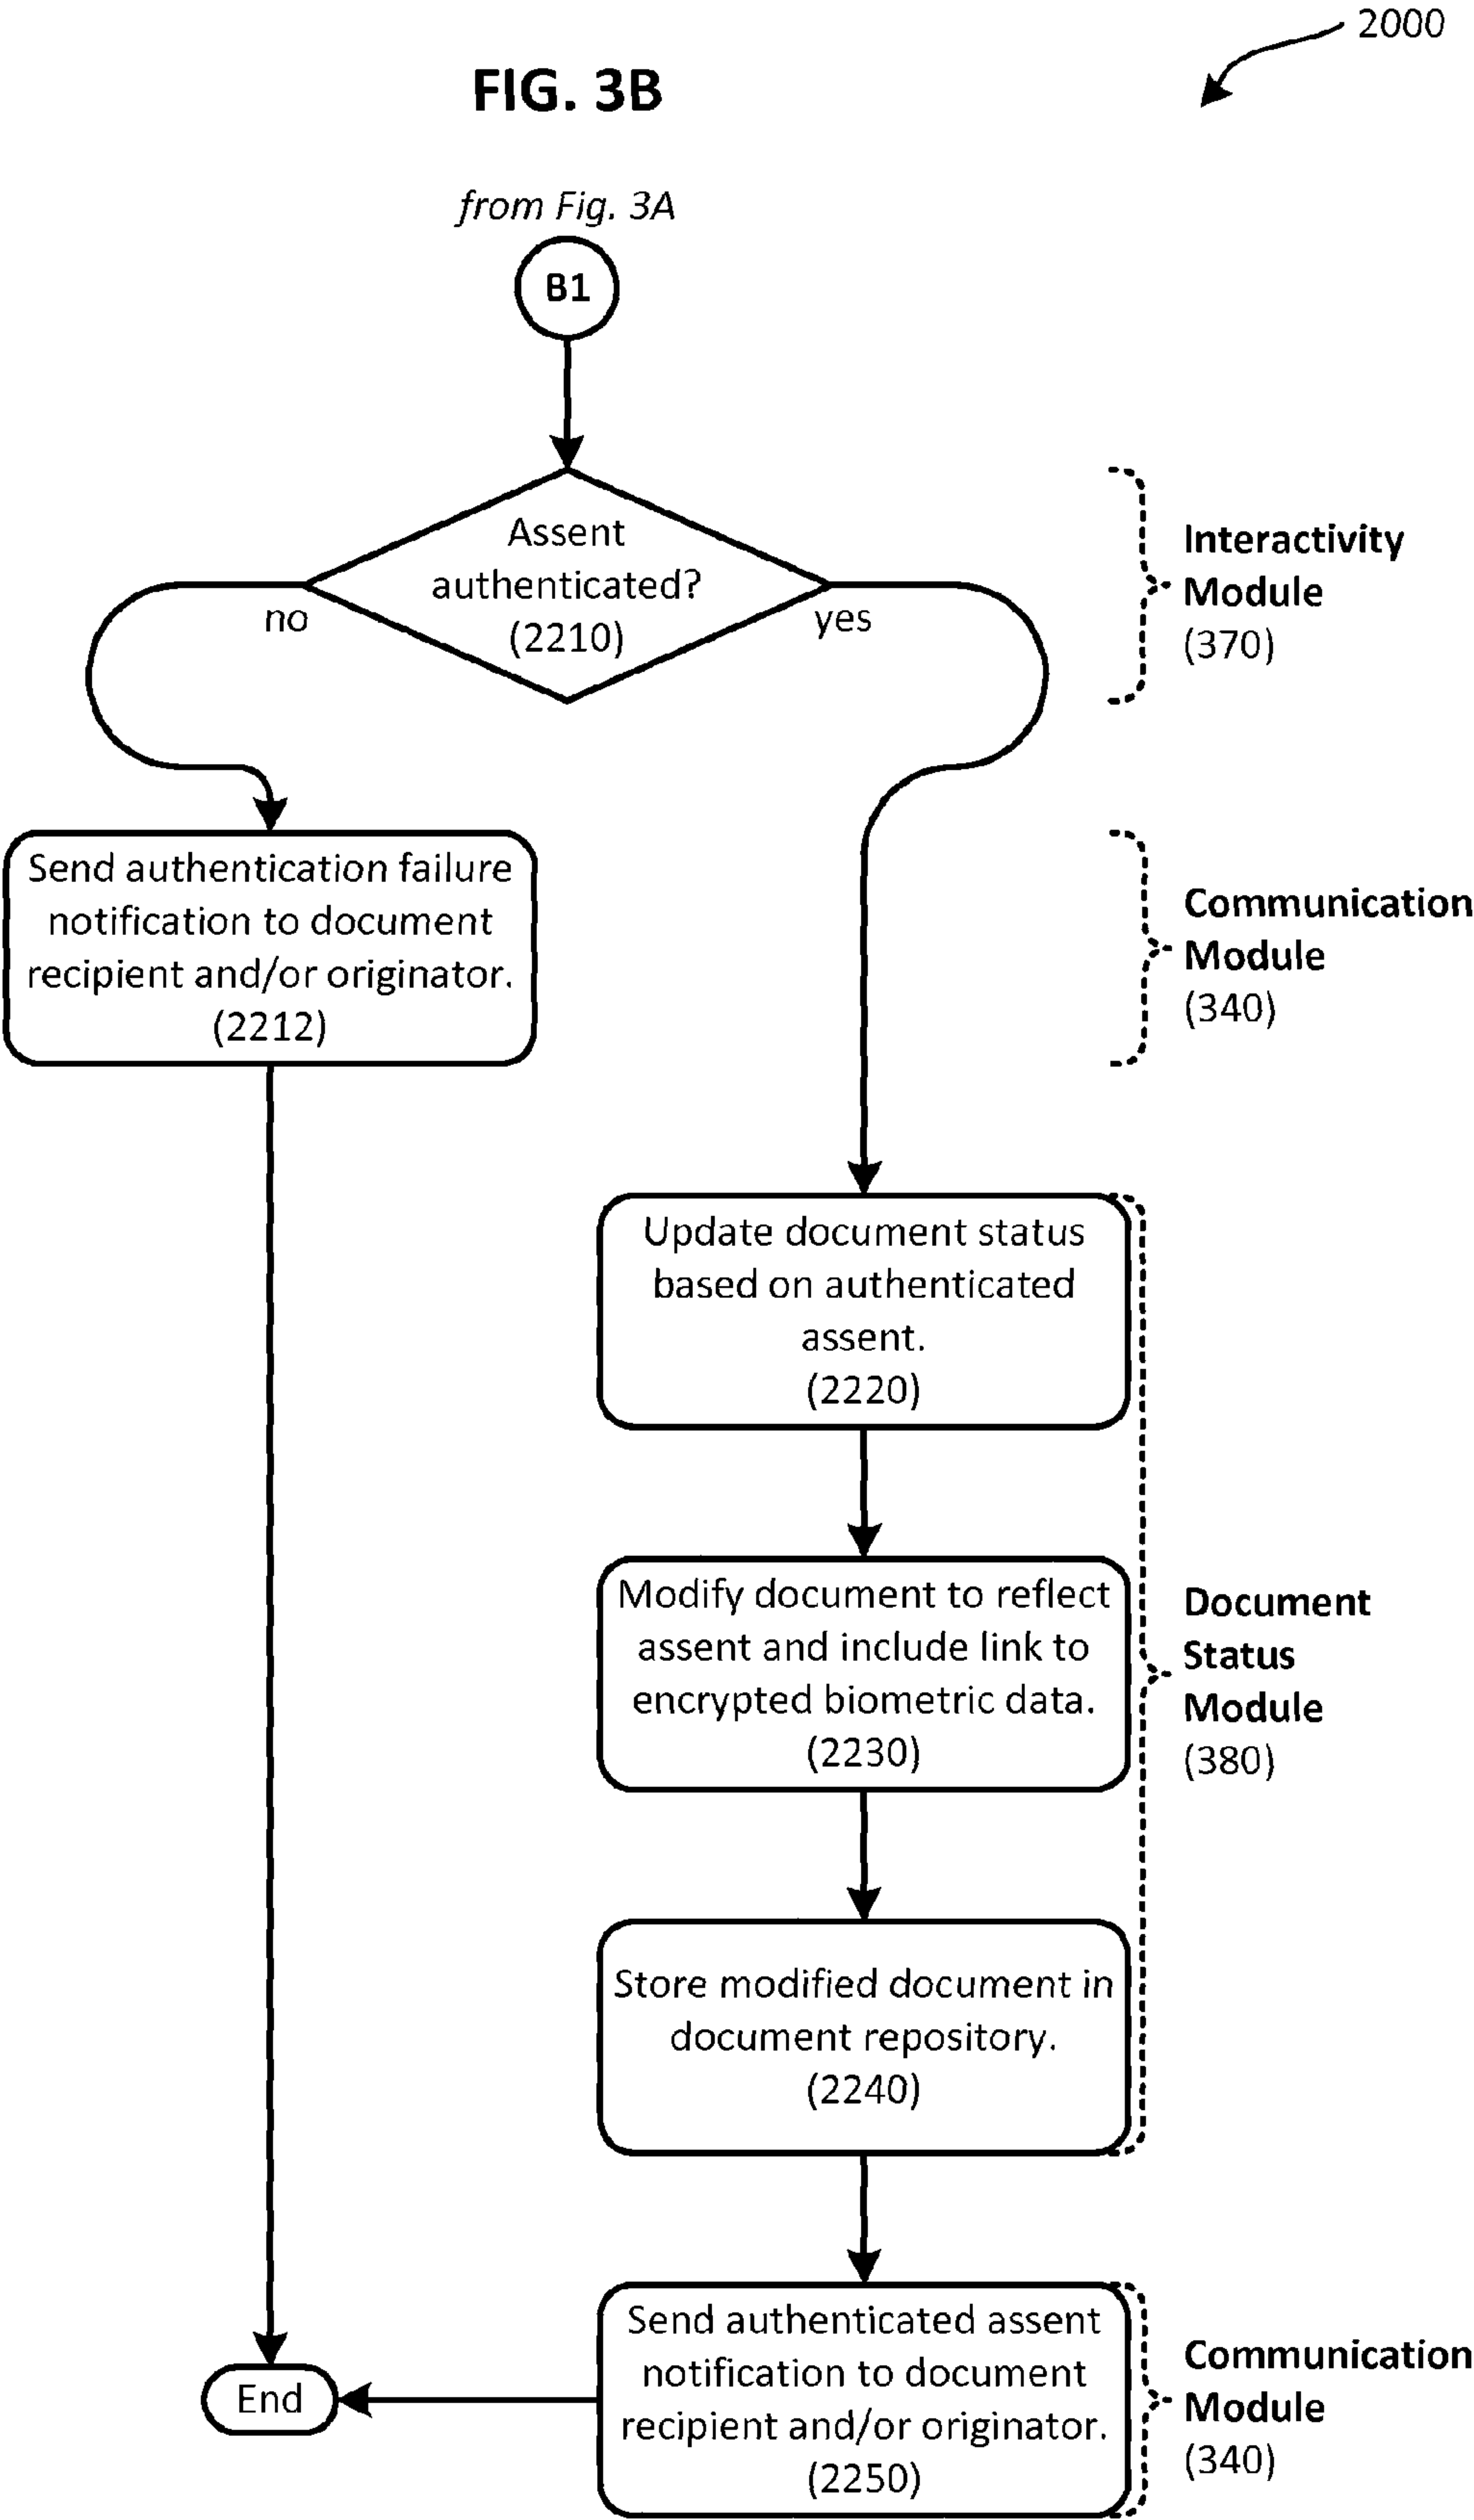 2000
FIG. 3B
from Fig. 3A
B1
Assent
authenticated?
(2210)
no
yes
Interactivity
Module
(370)
Send authentication failure
notification to document
recipient and/or originator.
(2212)
Communication
Module
(340)
Update document status
based on authenticated
assent.
(2220)
Modify document to reflect
assent and include link to
encrypted biometric data.
(2230)
Document
Status
Module
(380)
Store modified document in
document repository.
(2240)
Send authenticated assent
notification to document
recipient and/or originator.
(2250)
End
Communication
Module
(340)